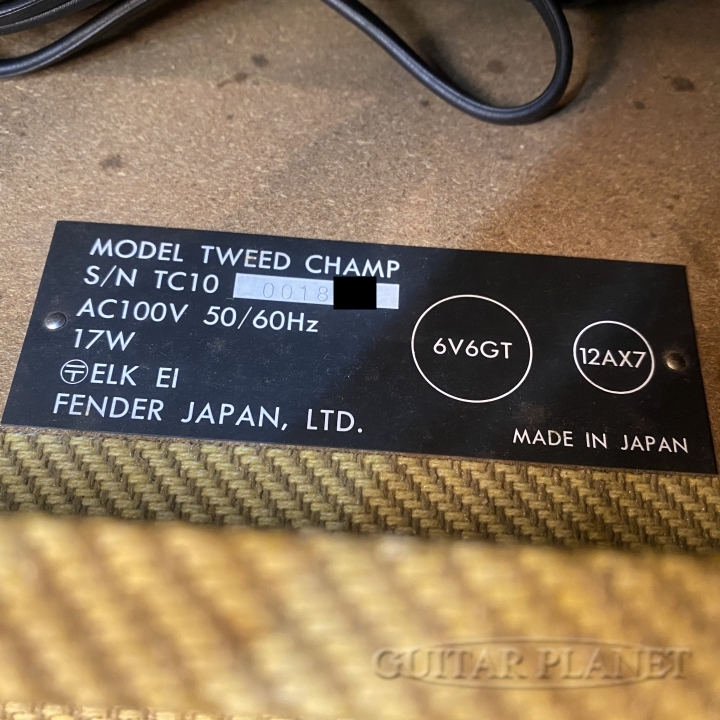 MODEL TWEED CHAMP
S/N TC10 0018
AC100V 50/60Hz
17W
〒ELK EI
FENDER JAPAN, LTD.
6V6GT
12AX7
MADE IN JAPAN
GUITAR PLANET